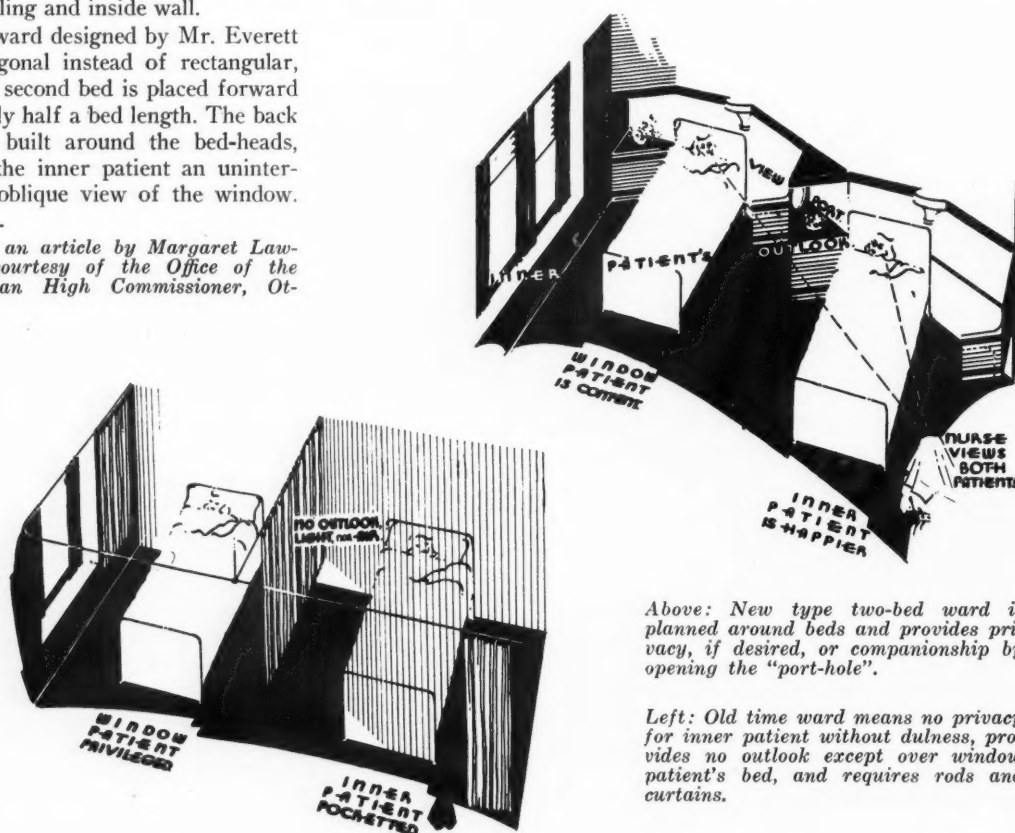 ling and inside wall.
ward designed by Mr. Everett
gonal instead of rectangular,
second bed is placed forward
ly half a bed length. The back
built around the bed-heads,
the inner patient an uninter-
oblique view of the window.
an article by Margaret Law-
ourtesy of the Office of the
an High Commissioner, Ot-
VIEW
PORT
OUTLOOK
INNER
PATIENT'S
WINDOW
PATIENT
IS CONTENT
INNER
PATIENT
IS HAPPIER
NURSE
VIEWS
BOTH
PATIENTS
NO OUTLOOK,
LIGHT, nor AIR.
WINDOW
PATIENT
PRIVILEGED
INNER
PATIENT
POCKETTED
Above: New type two-bed ward i
planned around beds and provides pri
vacy, if desired, or companionship by
opening the "port-hole".
Left: Old time ward means no privacy
for inner patient without dulness, pro
vides no outlook except over window
patient's bed, and requires rods and
curtains.